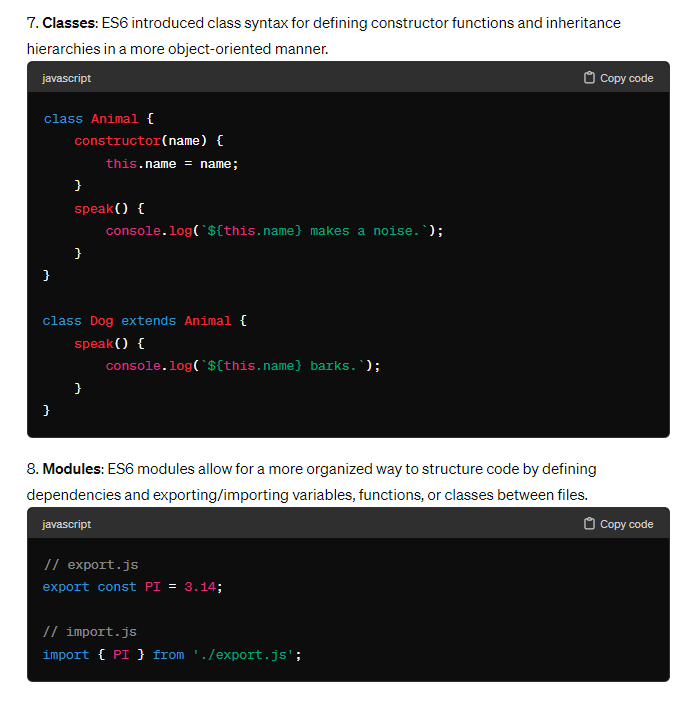 7. Classes: ES6 introduced class syntax for defining constructor functions and inheritance
hierarchies in a more object-oriented manner.
javascript Copy code
class Animal {
    constructor(name) {
        this.name = name;
    }
    speak() {
        console.log(`${this.name} makes a noise.`);
    }
}

class Dog extends Animal {
    speak() {
        console.log(`${this.name} barks.`);
    }
}
8. Modules: ES6 modules allow for a more organized way to structure code by defining
dependencies and exporting/importing variables, functions, or classes between files.
javascript Copy code
// export.js
export const PI = 3.14;

// import.js
import { PI } from './export.js';